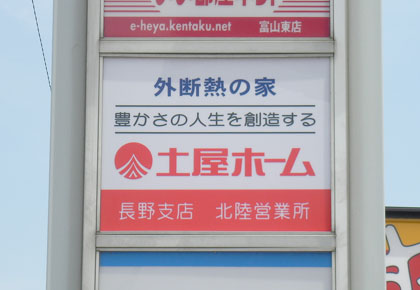 e-heya.kentaku.net 富山東店
外断熱の家
豊かさの人生を創造する
土屋ホーム
長野支店 北陸営業所